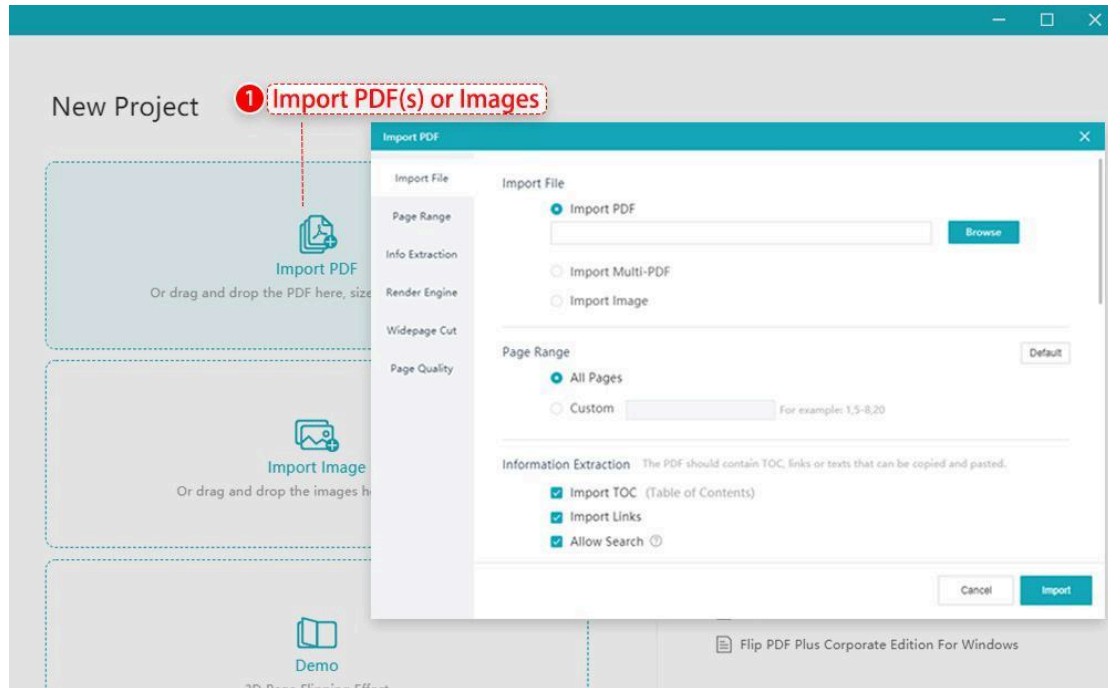 New Project
1 Import PDF(s) or Images
Import PDF
Or drag and drop the PDF here, size
Import Image
Or drag and drop the images h
Demo
3D Page Flipping Effect
Import PDF
Import File
Page Range
Info Extraction
Render Engine
Widepage Cut
Page Quality
Import File
Import PDF
Browse
Import Multi-PDF
Import Image
Page Range
Default
All Pages
Custom
For example: 1,5-8,20
Information Extraction The PDF should contain TOC, links or texts that can be copied and pasted.
Import TOC (Table of Contents)
Import Links
Allow Search
Cancel
Import
Flip PDF Plus Corporate Edition For Windows